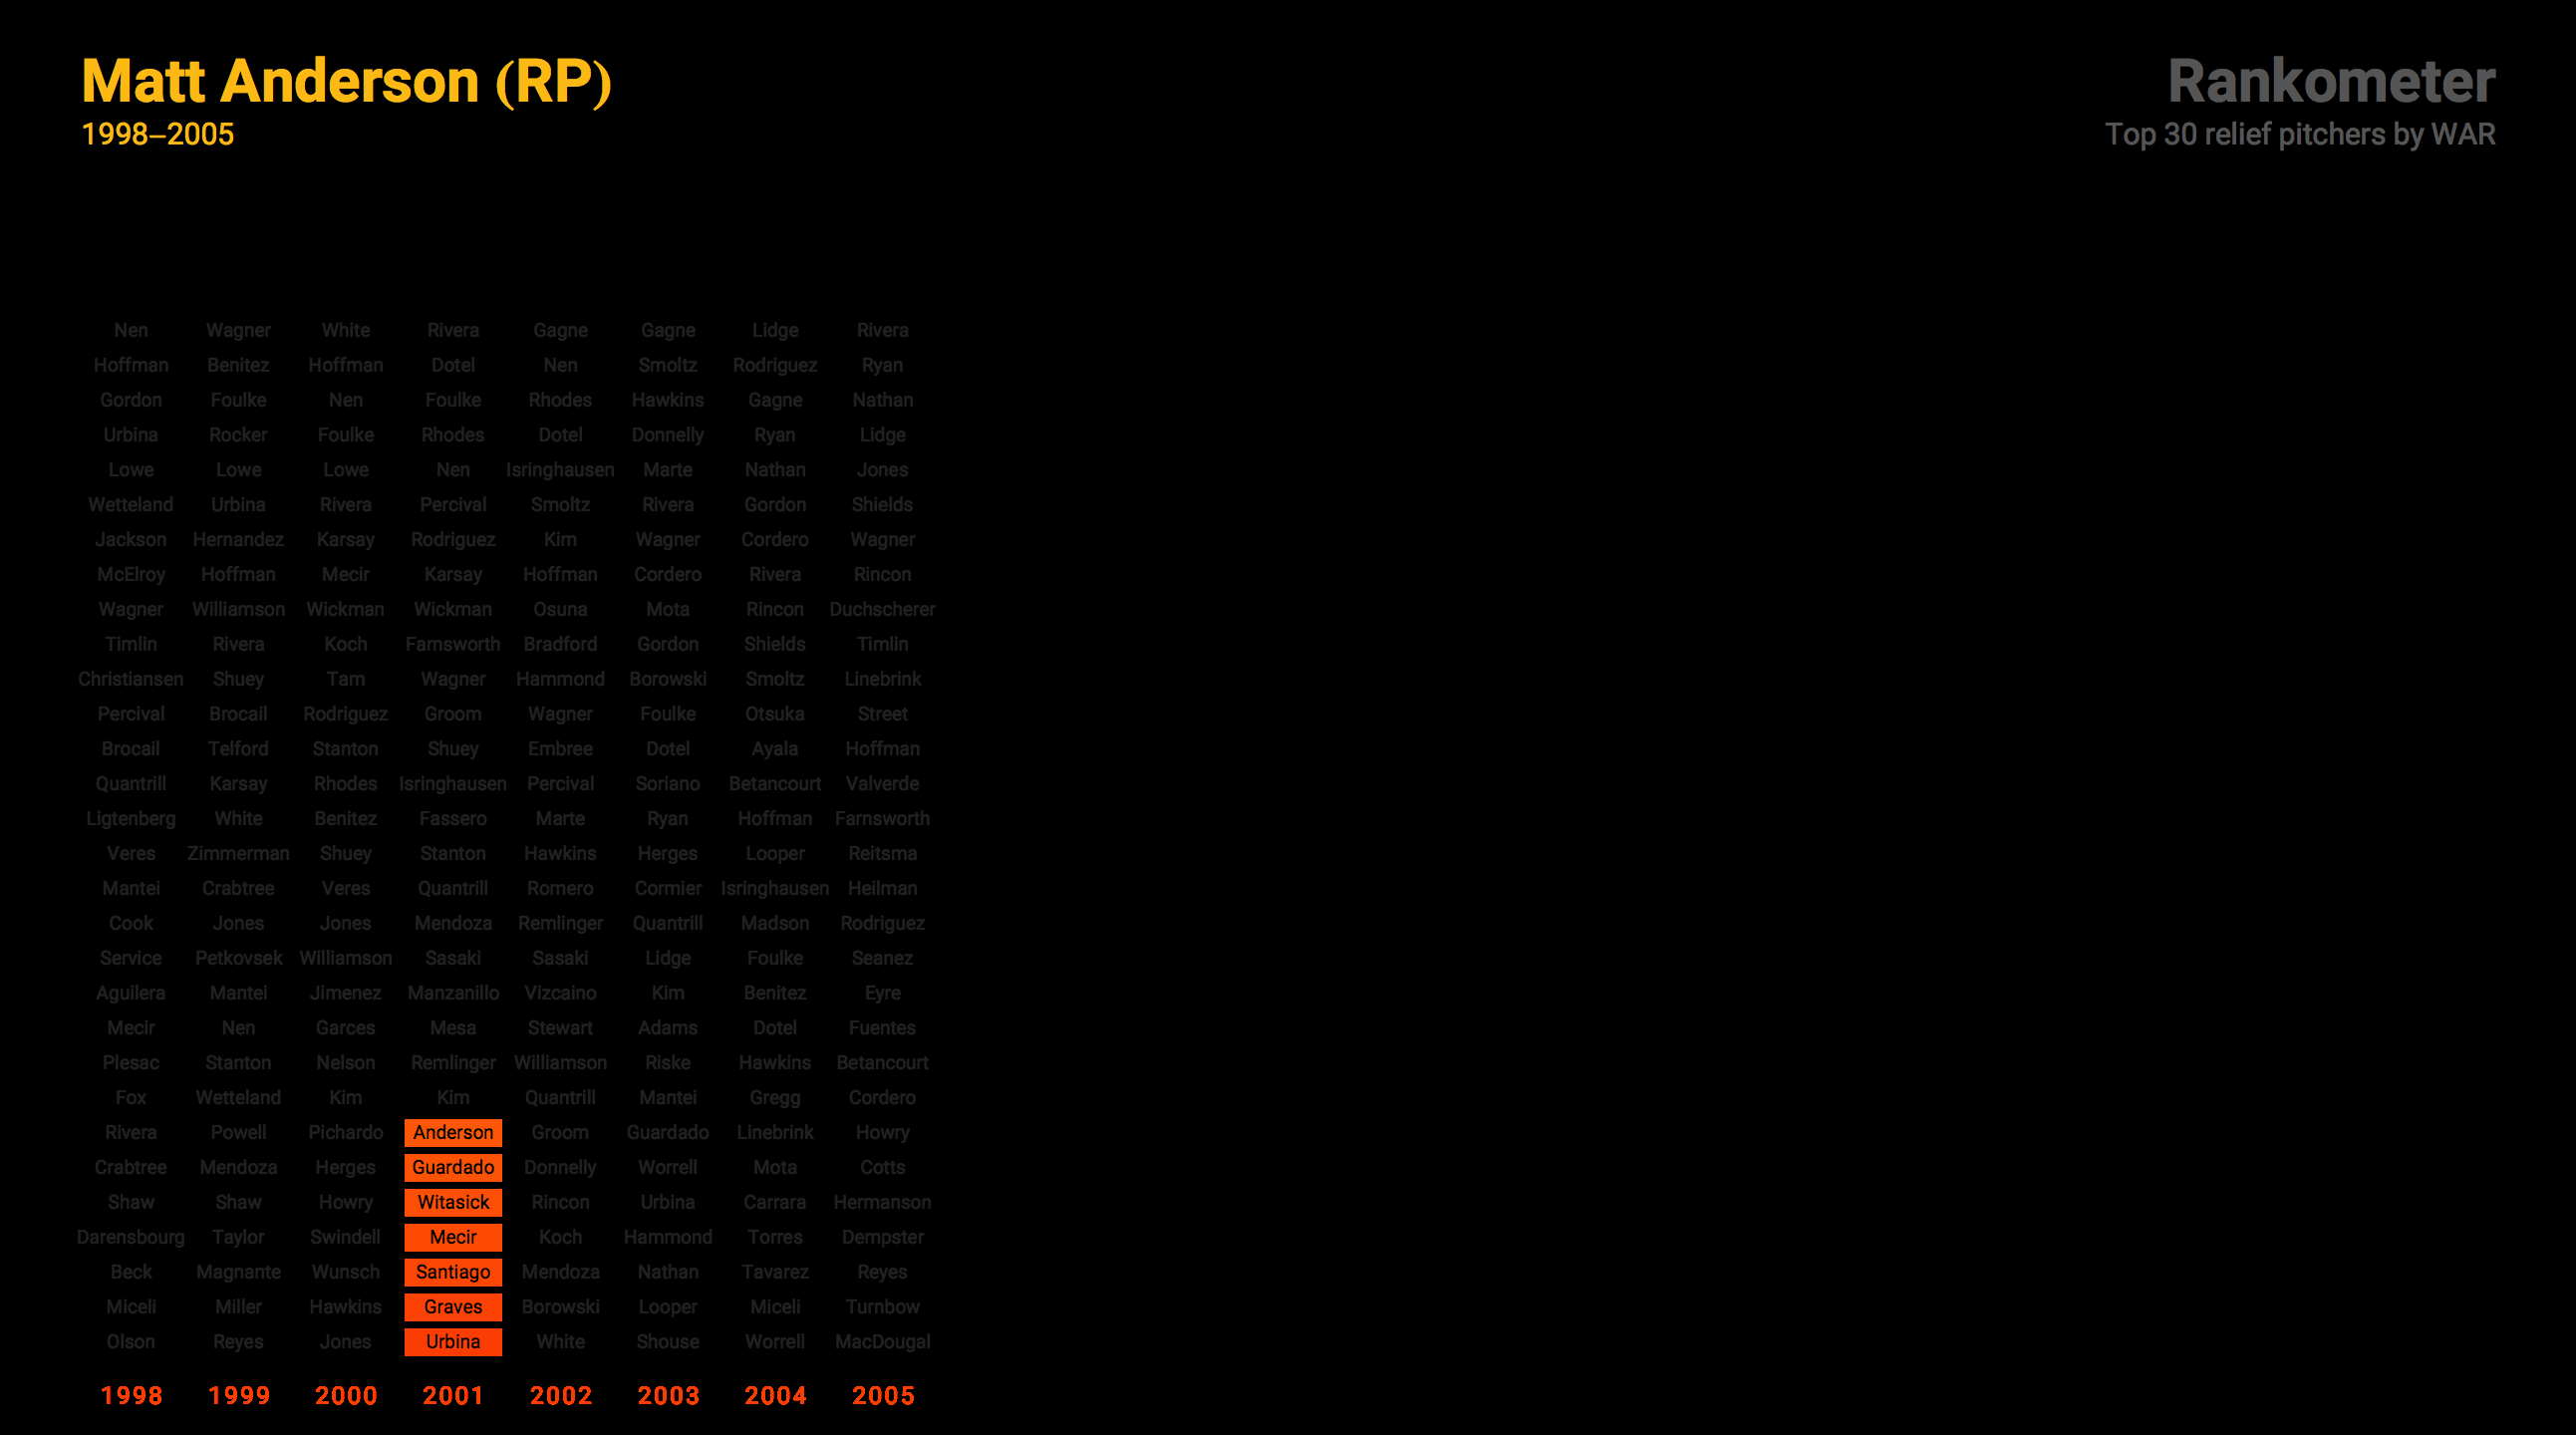 Matt Anderson (RP)
1998–2005
Rankometer
Top 30 relief pitchers by WAR
Nen Wagner White Rivera Gagne Gagne Lidge Rivera
Hoffman Benitez Hoffman Dotel Nen Smoltz Rodriguez Ryan
Gordon Foulke Nen Foulke Rhodes Hawkins Gagne Nathan
Urbina Rocker Foulke Rhodes Dotel Donnelly Ryan Lidge
Lowe Lowe Lowe Nen Isringhausen Marte Nathan Jones
Wetteland Urbina Rivera Percival Smoltz Rivera Gordon Shields
Jackson Hernandez Karsay Rodriguez Kim Wagner Cordero Wagner
McElroy Hoffman Mecir Karsay Hoffman Cordero Rivera Rincon
Wagner Williamson Wickman Wickman Osuna Mota Rincon Duchscherer
Timlin Rivera Koch Farnsworth Bradford Gordon Shields Timlin
Christiansen Shuey Tam Wagner Hammond Borowski Smoltz Linebrink
Percival Brocail Rodriguez Groom Wagner Foulke Otsuka Street
Brocail Telford Stanton Shuey Embree Dotel Ayala Hoffman
Quantrill Karsay Rhodes Isringhausen Percival Soriano Betancourt Valverde
Ligtenberg White Benitez Fassero Marte Ryan Hoffman Farnsworth
Veres Zimmerman Shuey Stanton Hawkins Herges Looper Reitsma
Mantei Crabtree Veres Quantrill Romero Cormier Isringhausen Heilman
Cook Jones Jones Mendoza Remlinger Quantrill Madson Rodriguez
Service Petkovsek Williamson Sasaki Sasaki Lidge Foulke Seanez
Aguilera Mantei Jimenez Manzanillo Vizcaino Kim Benitez Eyre
Mecir Nen Garces Mesa Stewart Adams Dotel Fuentes
Plesac Stanton Nelson Remlinger Williamson Riske Hawkins Betancourt
Fox Wetteland Kim Kim Quantrill Mantei Gregg Cordero
Rivera Powell Pichardo Anderson Groom Guardado Linebrink Howry
Crabtree Mendoza Herges Guardado Donnelly Worrell Mota Cotts
Shaw Shaw Howry Witasick Rincon Urbina Carrara Hermanson
Darensbourg Taylor Swindell Mecir Koch Hammond Torres Dempster
Beck Magnante Wunsch Santiago Mendoza Nathan Tavarez Reyes
Miceli Miller Hawkins Graves Borowski Looper Miceli Turnbow
Olson Reyes Jones Urbina White Shouse Worrell MacDougal
1998 1999 2000 2001 2002 2003 2004 2005